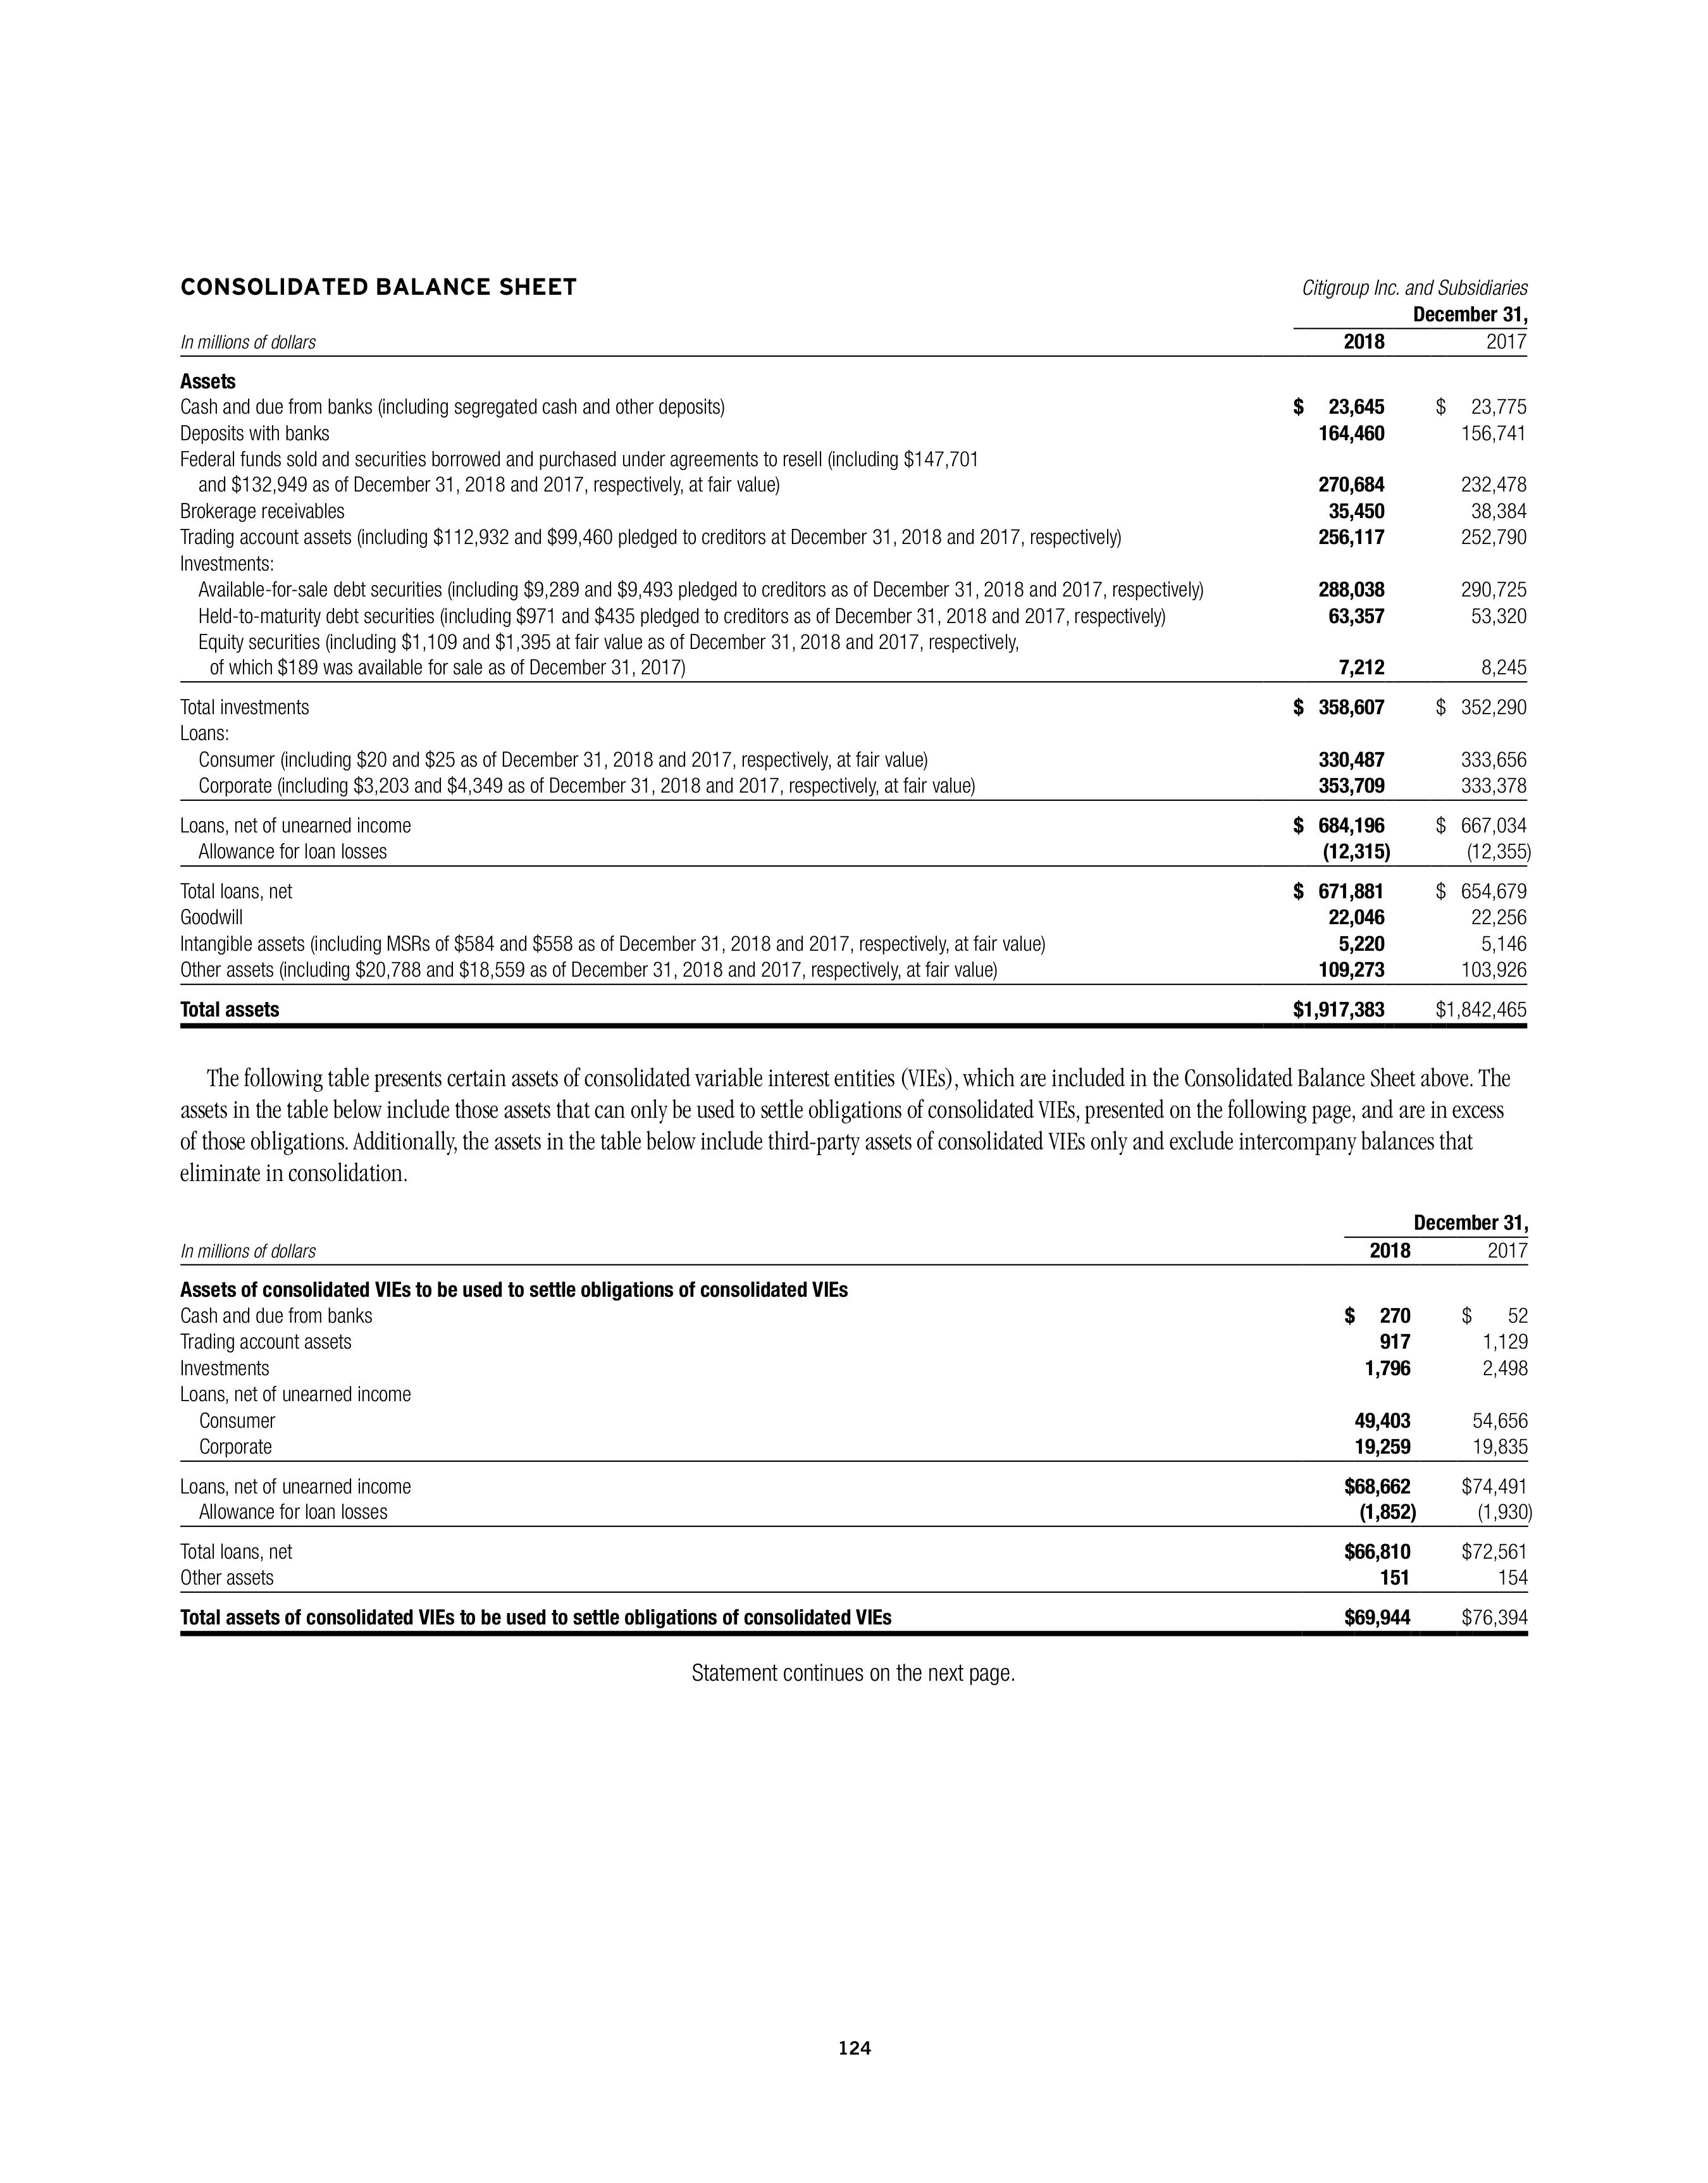 CONSOLIDATED BALANCE SHEET Citigroup Inc. and Subsidiaries
December 31,
In millions of dollars 2018 2017
Assets
Cash and due from banks (including segregated cash and other deposits) $ 23,645 $ 23,775
Deposits with banks 164,460 156,741
Federal funds sold and securities borrowed and purchased under agreements to resell (including $147,701
and $132,949 as of December 31, 2018 and 2017, respectively, at fair value) 270,684 232,478
Brokerage receivables 35,450 38,384
Trading account assets (including $112,932 and $99,460 pledged to creditors at December 31, 2018 and 2017, respectively) 256,117 252,790
Investments:
Available-for-sale debt securities (including $9,289 and $9,493 pledged to creditors as of December 31, 2018 and 2017, respectively) 288,038 290,725
Held-to-maturity debt securities (including $971 and $435 pledged to creditors as of December 31, 2018 and 2017, respectively) 63,357 53,320
Equity securities (including $1,109 and $1,395 at fair value as of December 31, 2018 and 2017, respectively,
of which $189 was available for sale as of December 31, 2017) 7,212 8,245
Total investments $ 358,607 $ 352,290
Loans:
Consumer (including $20 and $25 as of December 31, 2018 and 2017, respectively, at fair value) 330,487 333,656
Corporate (including $3,203 and $4,349 as of December 31, 2018 and 2017, respectively, at fair value) 353,709 333,378
Loans, net of unearned income $ 684,196 $ 667,034
Allowance for loan losses (12,315) (12,355)
Total loans, net $ 671,881 $ 654,679
Goodwill 22,046 22,256
Intangible assets (including MSRs of $584 and $558 as of December 31, 2018 and 2017, respectively, at fair value) 5,220 5,146
Other assets (including $20,788 and $18,559 as of December 31, 2018 and 2017, respectively, at fair value) 109,273 103,926
Total assets $1,917,383 $1,842,465
The following table presents certain assets of consolidated variable interest entities (VIEs), which are included in the Consolidated Balance Sheet above. The
assets in the table below include those assets that can only be used to settle obligations of consolidated VIEs, presented on the following page, and are in excess
of those obligations. Additionally, the assets in the table below include third-party assets of consolidated VIEs only and exclude intercompany balances that
eliminate in consolidation.
December 31,
In millions of dollars 2018 2017
Assets of consolidated VIEs to be used to settle obligations of consolidated VIEs
Cash and due from banks $ 270 $ 52
Trading account assets 917 1,129
Investments 1,796 2,498
Loans, net of unearned income
Consumer 49,403 54,656
Corporate 19,259 19,835
Loans, net of unearned income $68,662 $74,491
Allowance for loan losses (1,852) (1,930)
Total loans, net $66,810 $72,561
Other assets 151 154
Total assets of consolidated VIEs to be used to settle obligations of consolidated VIEs $69,944 $76,394
Statement continues on the next page.
124